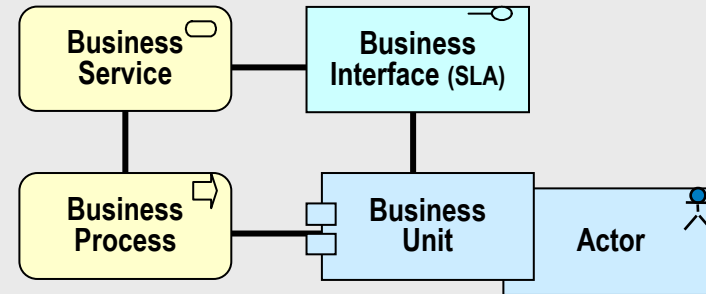 Business
Service
Business
Interface (SLA)
Business
Process
Business
Unit
Actor